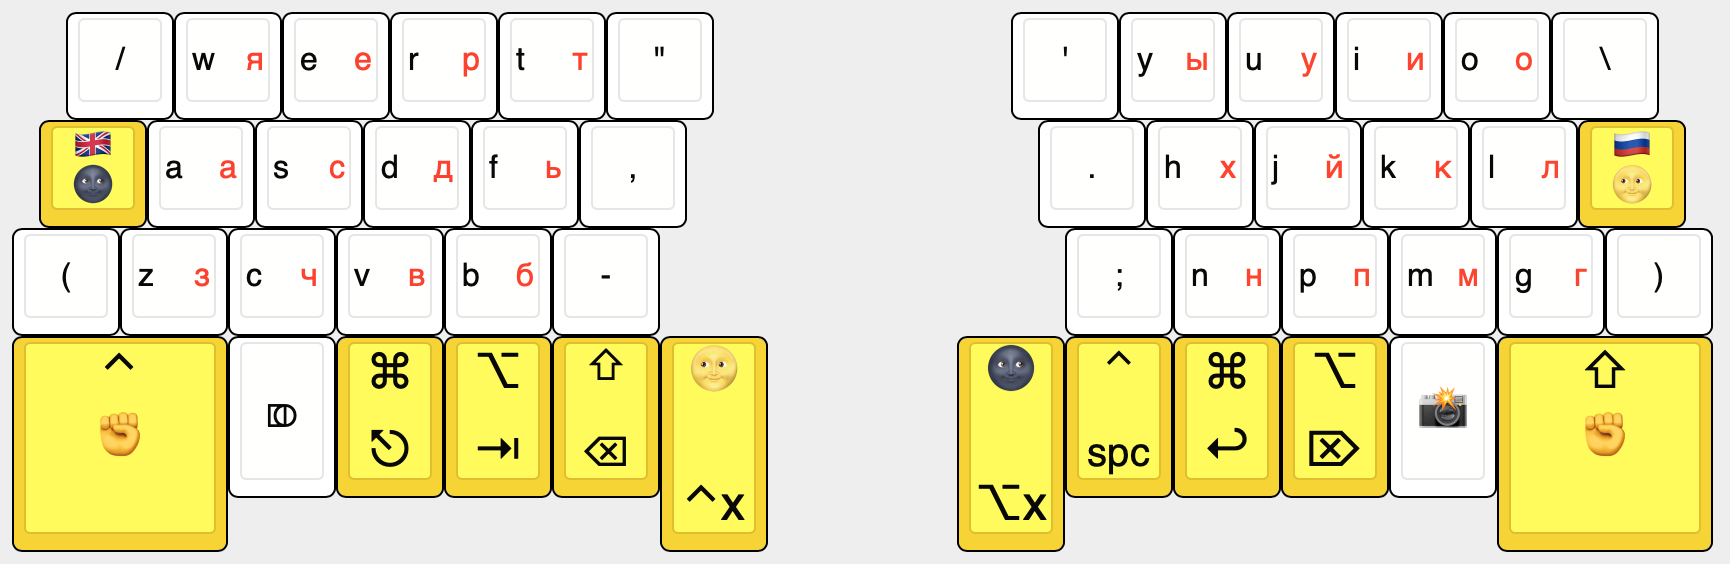 / w я e е r р t т " ' y ы u у i и o о \
a а s с d д f ь , . h х j й k к l л
( z з c ч v в b б - ; n н p п m м g г )
^ ⌘ ⌥ ⇧ ^ ⌘ ⌥ ⇧
⎋ ⇥ ⌫ spc ↩ ⌦
^x ⌥x